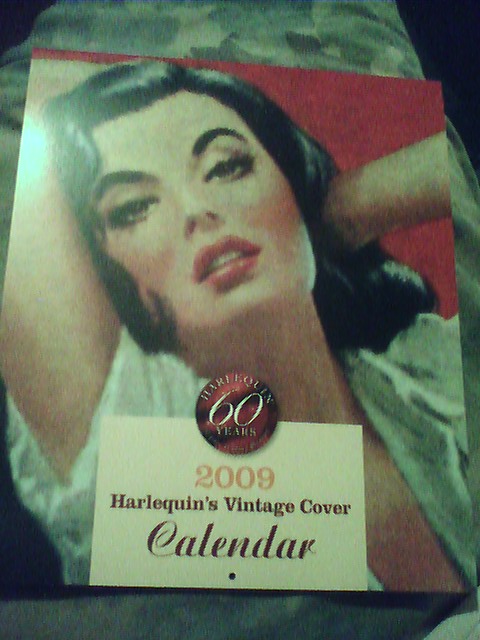 HARLEQUIN
60
YEARS
2009
Harlequin's Vintage Cover
Calendar